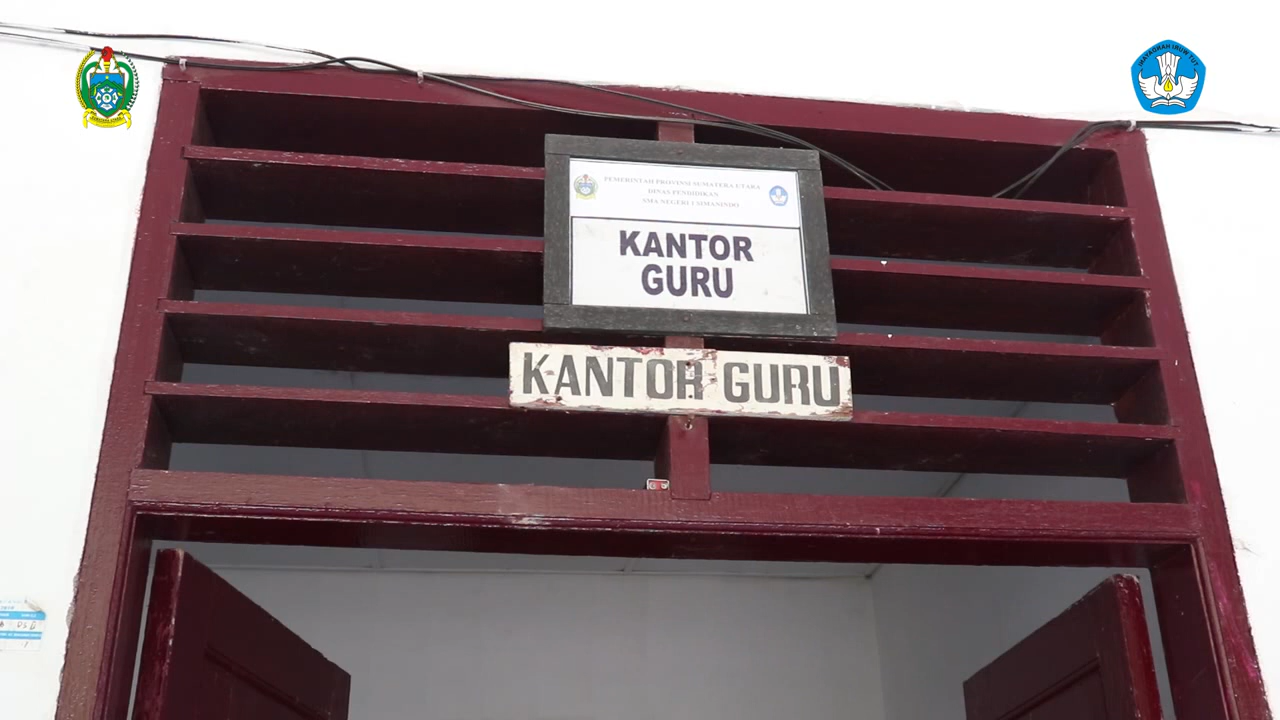 PEMERINTAH PROVINSI SUMATERA UTARA
DINAS PENDIDIKAN
SMA NEGERI 1 SIMANINDO
KANTOR
GURU
KANTOR GURU